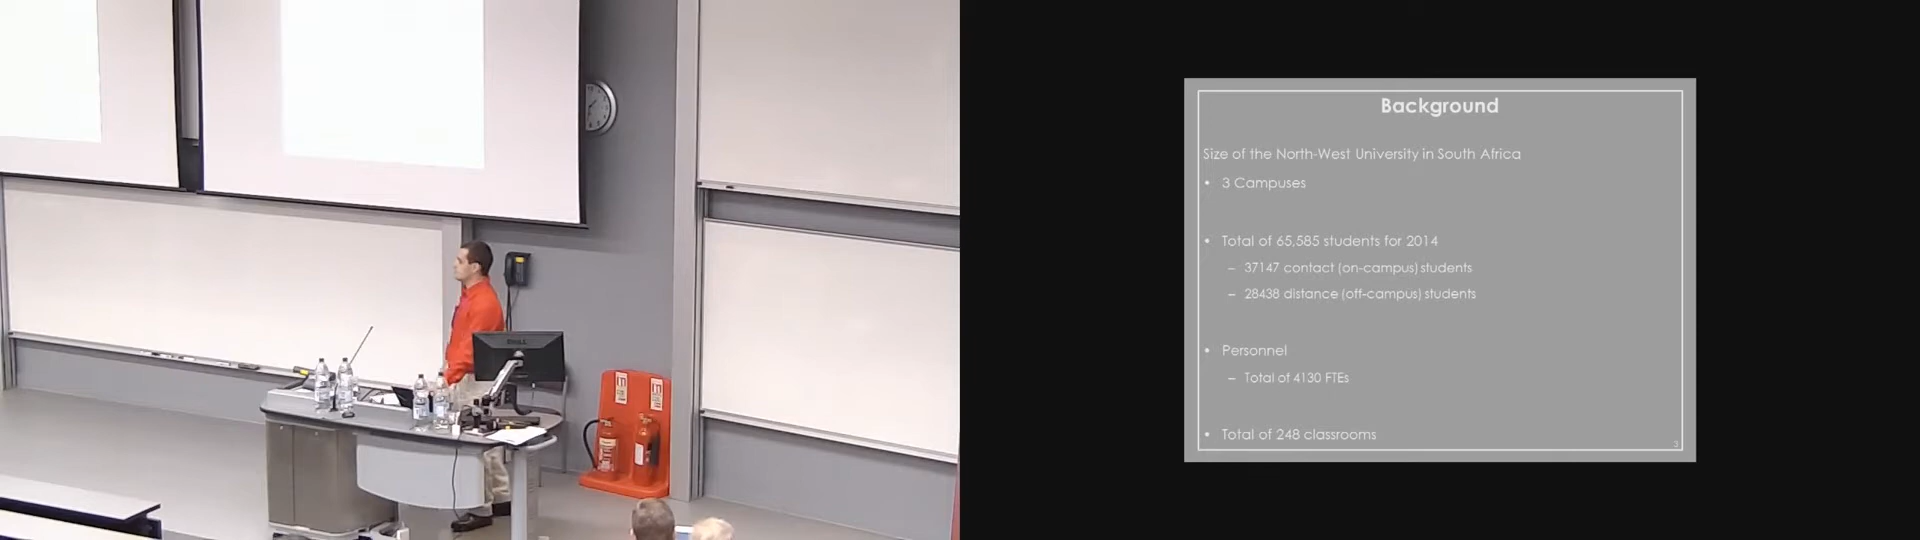 DELL
Background
Size of the North-West University in South Africa
• 3 Campuses
• Total of 65,585 students for 2014
– 37147 contact (on-campus) students
– 28438 distance (off-campus) students
• Personnel
– Total of 4130 FTEs
• Total of 248 classrooms
3